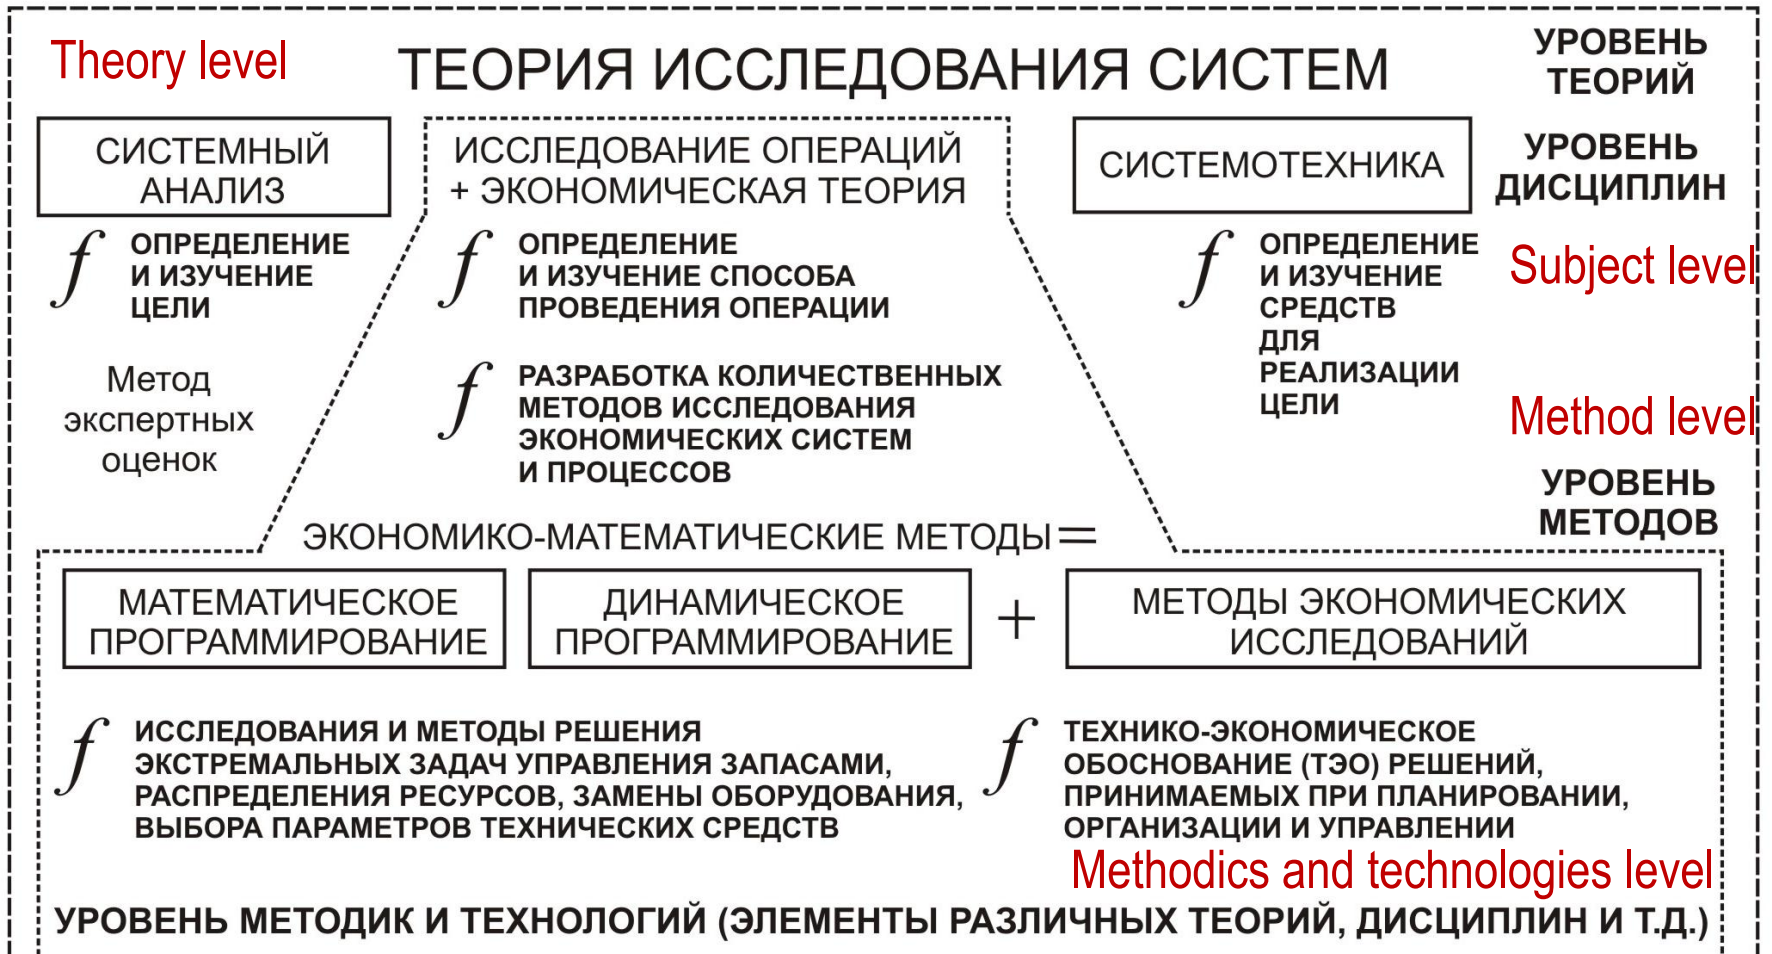 Theory level
ТЕОРИЯ ИССЛЕДОВАНИЯ СИСТЕМ
УРОВЕНЬ
ТЕОРИЙ
СИСТЕМНЫЙ
АНАЛИЗ
ИССЛЕДОВАНИЕ ОПЕРАЦИЙ
+ ЭКОНОМИЧЕСКАЯ ТЕОРИЯ
СИСТЕМОТЕХНИКА
УРОВЕНЬ
ДИСЦИПЛИН
f
ОПРЕДЕЛЕНИЕ
И ИЗУЧЕНИЕ
ЦЕЛИ
f
ОПРЕДЕЛЕНИЕ
И ИЗУЧЕНИЕ СПОСОБА
ПРОВЕДЕНИЯ ОПЕРАЦИИ
f
ОПРЕДЕЛЕНИЕ
И ИЗУЧЕНИЕ
СРЕДСТВ
ДЛЯ
РЕАЛИЗАЦИИ
ЦЕЛИ
Subject level
Метод
экспертных
оценок
f
РАЗРАБОТКА КОЛИЧЕСТВЕННЫХ
МЕТОДОВ ИССЛЕДОВАНИЯ
ЭКОНОМИЧЕСКИХ СИСТЕМ
И ПРОЦЕССОВ
Method level
УРОВЕНЬ
МЕТОДОВ
ЭКОНОМИКО-МАТЕМАТИЧЕСКИЕ МЕТОДЫ=
МАТЕМАТИЧЕСКОЕ
ПРОГРАММИРОВАНИЕ
ДИНАМИЧЕСКОЕ
ПРОГРАММИРОВАНИЕ
+
МЕТОДЫ ЭКОНОМИЧЕСКИХ
ИССЛЕДОВАНИЙ
f
ИССЛЕДОВАНИЯ И МЕТОДЫ РЕШЕНИЯ
ЭКСТРЕМАЛЬНЫХ ЗАДАЧ УПРАВЛЕНИЯ ЗАПАСАМИ,
РАСПРЕДЕЛЕНИЯ РЕСУРСОВ, ЗАМЕНЫ ОБОРУДОВАНИЯ,
ВЫБОРА ПАРАМЕТРОВ ТЕХНИЧЕСКИХ СРЕДСТВ
f
ТЕХНИКО-ЭКОНОМИЧЕСКОЕ
ОБОСНОВАНИЕ (ТЭО) РЕШЕНИЙ,
ПРИНИМАЕМЫХ ПРИ ПЛАНИРОВАНИИ,
ОРГАНИЗАЦИИ И УПРАВЛЕНИИ
Methodics and technologies level
УРОВЕНЬ МЕТОДИК И ТЕХНОЛОГИЙ (ЭЛЕМЕНТЫ РАЗЛИЧНЫХ ТЕОРИЙ, ДИСЦИПЛИН И Т.Д.)